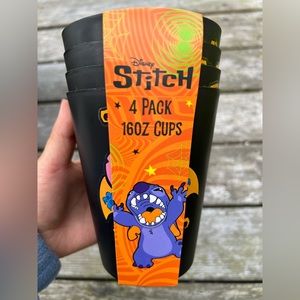 Disney
STITCH
4 PACK
16OZ CUPS